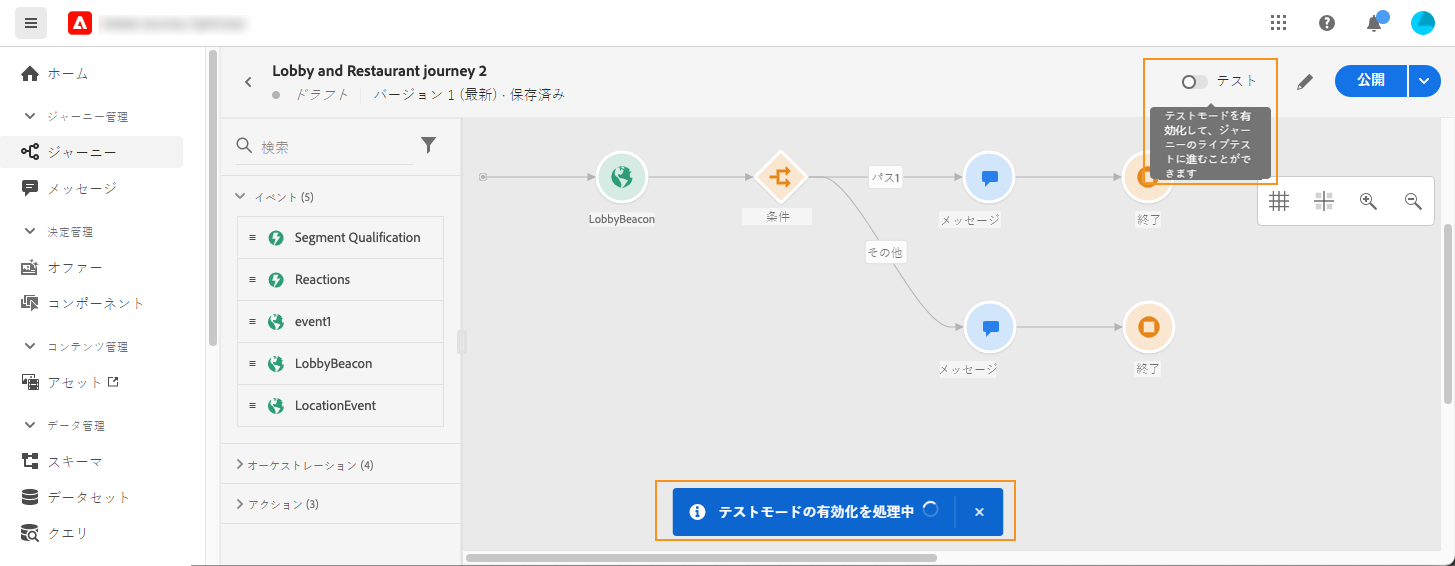 ホーム
ジャーニー管理
ジャーニー
メッセージ
決定管理
オファー
コンポーネント
コンテンツ管理
アセット
データ管理
スキーマ
データセット
クエリ
Lobby and Restaurant journey 2
ドラフト
バージョン 1 (最新) · 保存済み
テスト
公開
テストモードを有
効化して、ジャー
ニーのライブテス
トに進むことがで
きます
検索
イベント (5)
Segment Qualification
Reactions
event1
LobbyBeacon
LocationEvent
オーケストレーション (4)
アクション (3)
LobbyBeacon
条件
パス1
メッセージ
終了
その他
メッセージ
終了
テストモードの有効化を処理中